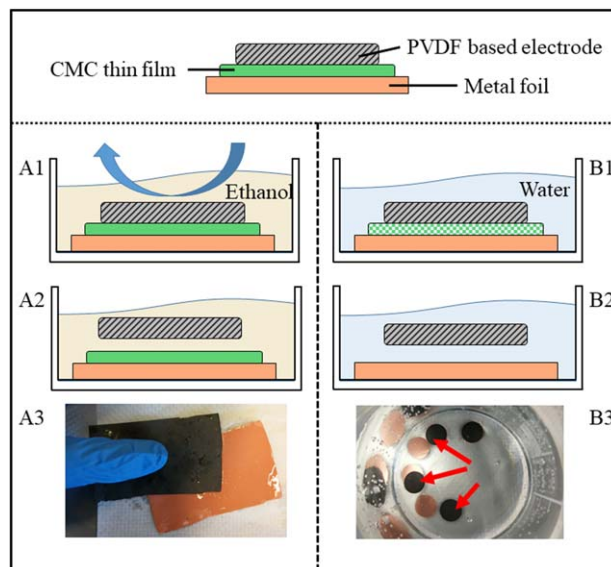 PVDF based electrode
CMC thin film
Metal foil
A1
Ethanol
Water
B1
A2
B2
A3
B3